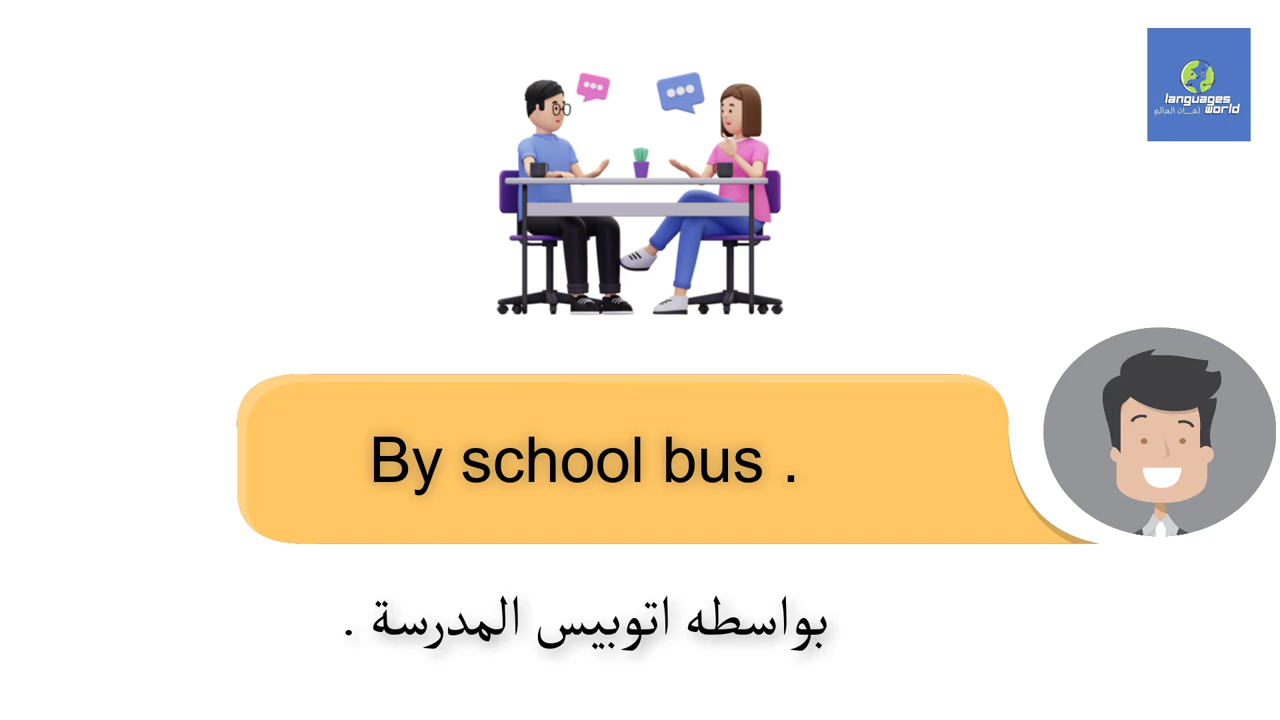 languages
world
لغات العالم
By school bus .
بواسطه اتوبيس المدرسة .